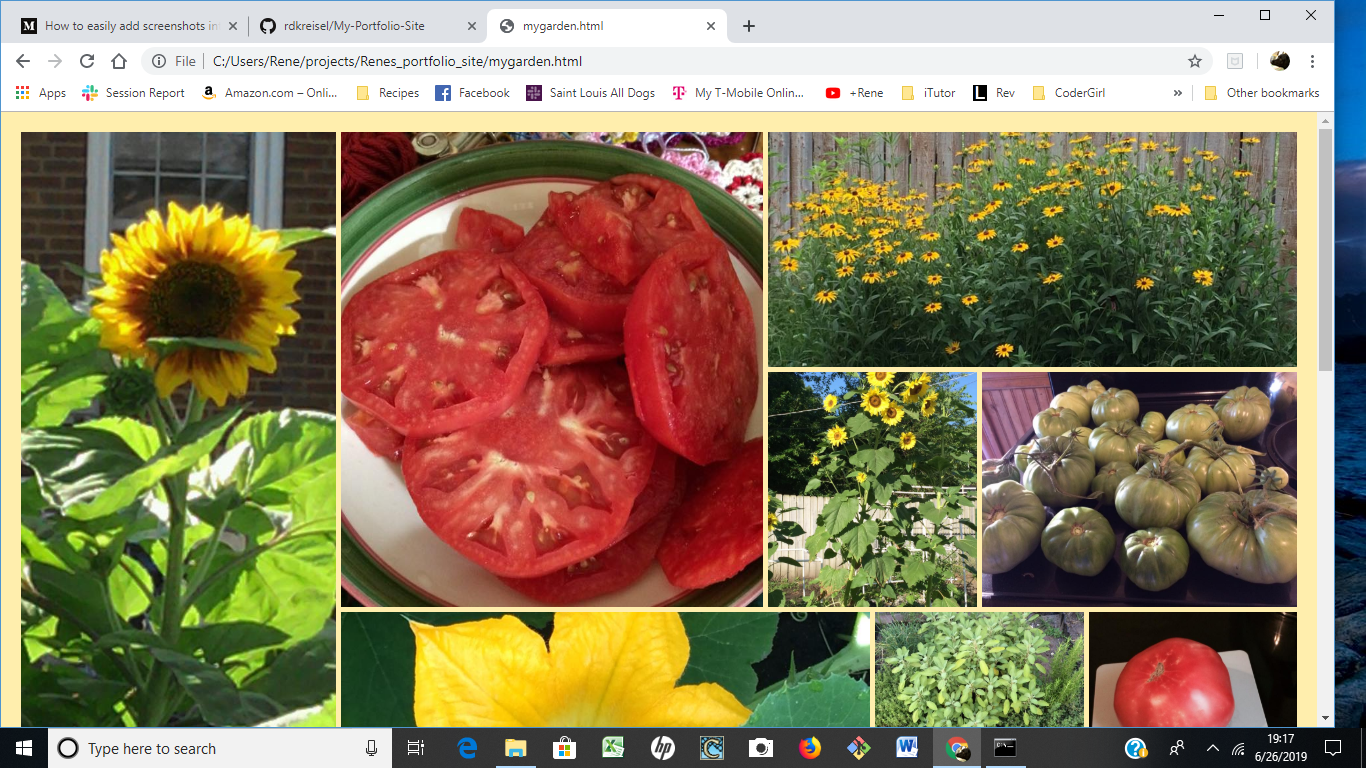 How to easily add screenshots in
rdkreisel/My-Portfolio-Site
mygarden.html
File C:/Users/Rene/projects/Renes_portfolio_site/mygarden.html
Apps Session Report Amazon.com – Onli... Recipes Facebook Saint Louis All Dogs My T-Mobile Onlin... +Rene iTutor Rev CoderGirl » Other bookmarks
Type here to search
19:17
6/26/2019